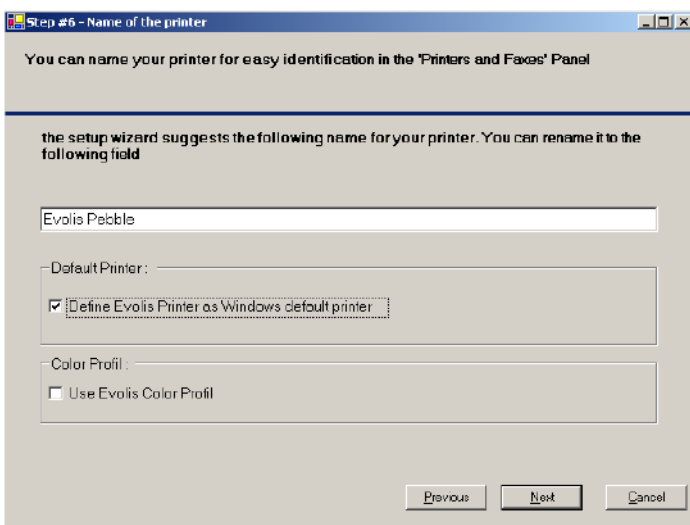 Step #6 - Name of the printer
You can name your printer for easy identification in the 'Printers and Faxes' Panel
the setup wizard suggests the following name for your printer. You can rename it to the
following field
Evolis Pebble
Default Printer :
Define Evolis Printer as Windows default printer
Color Profil :
Use Evolis Color Profil
Previous
Next
Cancel